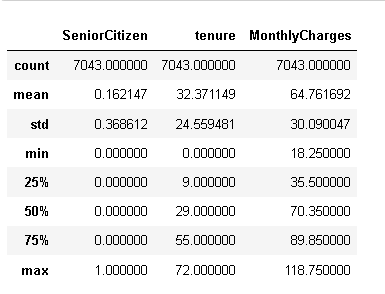 SeniorCitizen tenure MonthlyCharges
count 7043.000000 7043.000000 7043.000000
mean 0.162147 32.371149 64.761692
std 0.368612 24.559481 30.090047
min 0.000000 0.000000 18.250000
25% 0.000000 9.000000 35.500000
50% 0.000000 29.000000 70.350000
75% 0.000000 55.000000 89.850000
max 1.000000 72.000000 118.750000